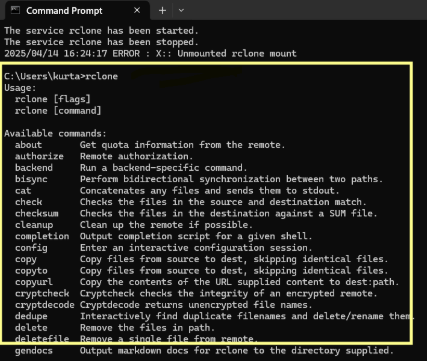 Command Prompt
The service rclone has been started.
The service rclone has been stopped.
2025/04/14 16:24:17 ERROR : X:: Unmounted rclone mount
C:\Users\kurta>rclone
Usage:
  rclone [flags]
  rclone [command]
Available commands:
  about       Get quota information from the remote.
  authorize   Remote authorization.
  backend     Run a backend-specific command.
  bisync      Perform bidirectional synchronization between two paths.
  cat         Concatenates any files and sends them to stdout.
  check       Checks the files in the source and destination match.
  checksum    Checks the files in the destination against a SUM file.
  cleanup     Clean up the remote if possible.
  completion  Output completion script for a given shell.
  config      Enter an interactive configuration session.
  copy        Copy files from source to dest, skipping identical files.
  copyto      Copy files from source to dest, skipping identical files.
  copyurl     Copy the contents of the URL supplied content to dest:path.
  cryptcheck  Cryptcheck checks the integrity of an encrypted remote.
  cryptdecode Cryptdecode returns unencrypted file names.
  dedupe      Interactively find duplicate filenames and delete/rename them.
  delete      Remove the files in path.
  deletefile  Remove a single file from remote.
  gendocs     Output markdown docs for rclone to the directory supplied.